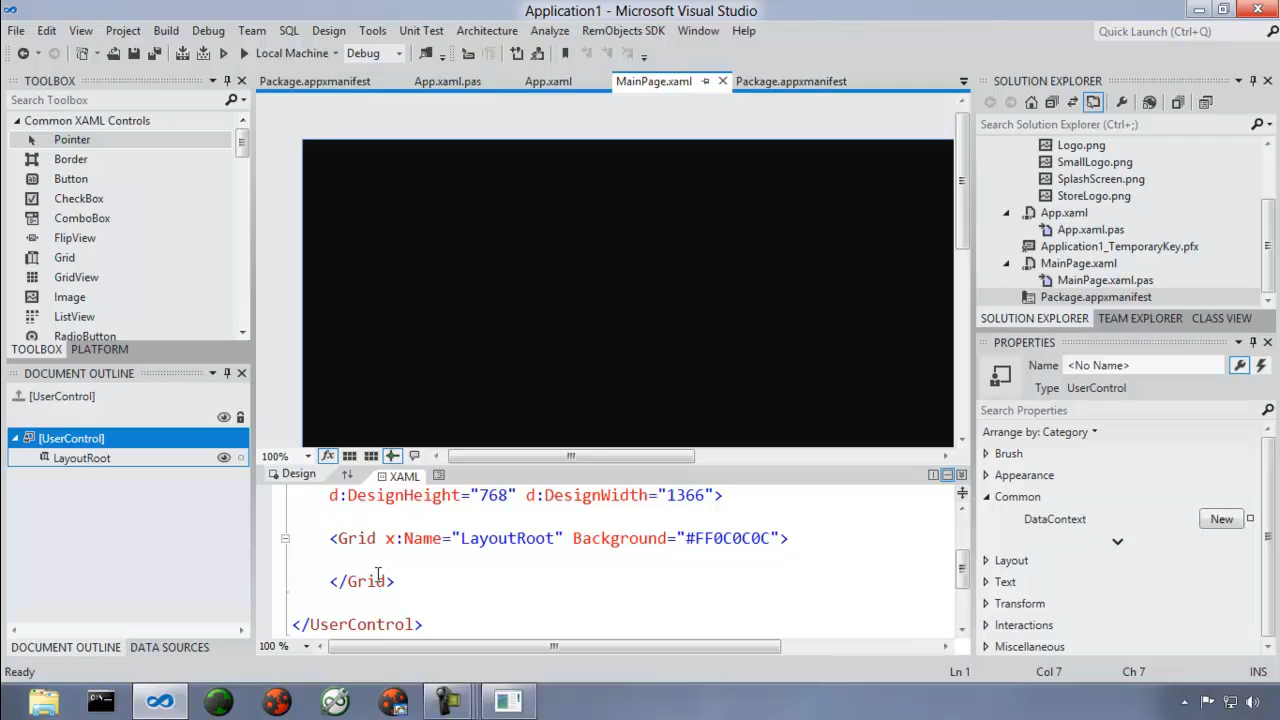 Application1 - Microsoft Visual Studio
File Edit View Project Build Debug Team SQL Design Tools Unit Test Architecture Analyze RemObjects SDK Window Help
Quick Launch (Ctrl+;)
Local Machine Debug
TOOLBOX
Search Toolbox
Common XAML Controls
Pointer
Border
Button
CheckBox
ComboBox
FlipView
Grid
GridView
Image
ListView
RadioButton
TOOLBOX PLATFORM
DOCUMENT OUTLINE
[UserControl]
[UserControl]
LayoutRoot
DOCUMENT OUTLINE DATA SOURCES
Package.appxmanifest App.xaml.pas App.xaml MainPage.xaml Package.appxmanifest
100%
Design XAML
d:DesignHeight="768" d:DesignWidth="1366">
<Grid x:Name="LayoutRoot" Background="#FF0C0C0C">
</Grid>
</UserControl>
100 %
SOLUTION EXPLORER
Search Solution Explorer (Ctrl+;)
Logo.png
SmallLogo.png
SplashScreen.png
StoreLogo.png
App.xaml
App.xaml.pas
Application1_TemporaryKey.pfx
MainPage.xaml
MainPage.xaml.pas
Package.appxmanifest
SOLUTION EXPLORER TEAM EXPLORER CLASS VIEW
PROPERTIES
Name <No Name>
Type UserControl
Search Properties
Arrange by: Category
Brush
Appearance
Common
DataContext New
Layout
Text
Transform
Interactions
Miscellaneous
Ready Ln 1 Col 7 Ch 7 INS